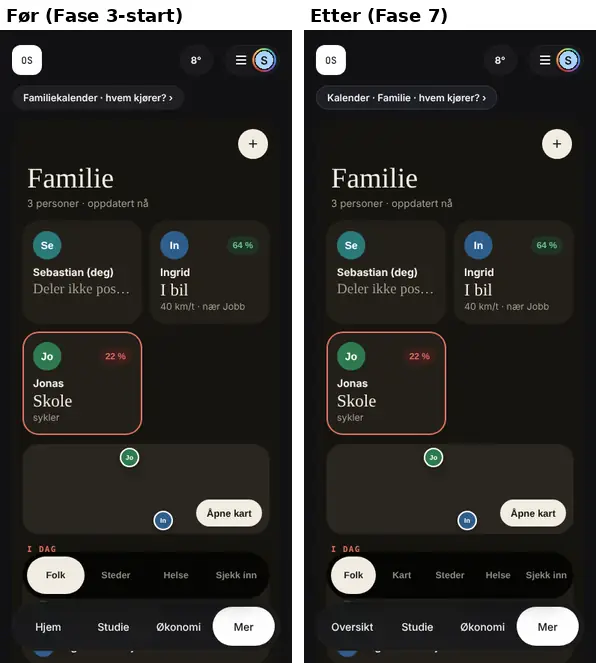 Før (Fase 3-start)
OS
8°
S
Familiekalender · hvem kjører? ›
+
Familie
3 personer · oppdatert nå
Se
Sebastian (deg)
Deler ikke pos…
In
64 %
Ingrid
I bil
40 km/t · nær Jobb
Jo
22 %
Jonas
Skole
sykler
Jo
In
Åpne kart
I DAG
Folk
Steder
Helse
Sjekk inn
Hjem
Studie
Økonomi
Mer
Etter (Fase 7)
OS
8°
S
Kalender · Familie · hvem kjører? ›
+
Familie
3 personer · oppdatert nå
Se
Sebastian (deg)
Deler ikke pos…
In
64 %
Ingrid
I bil
40 km/t · nær Jobb
Jo
22 %
Jonas
Skole
sykler
Jo
In
Åpne kart
I DAG
Folk
Kart
Steder
Helse
Sjekk inn
Oversikt
Studie
Økonomi
Mer